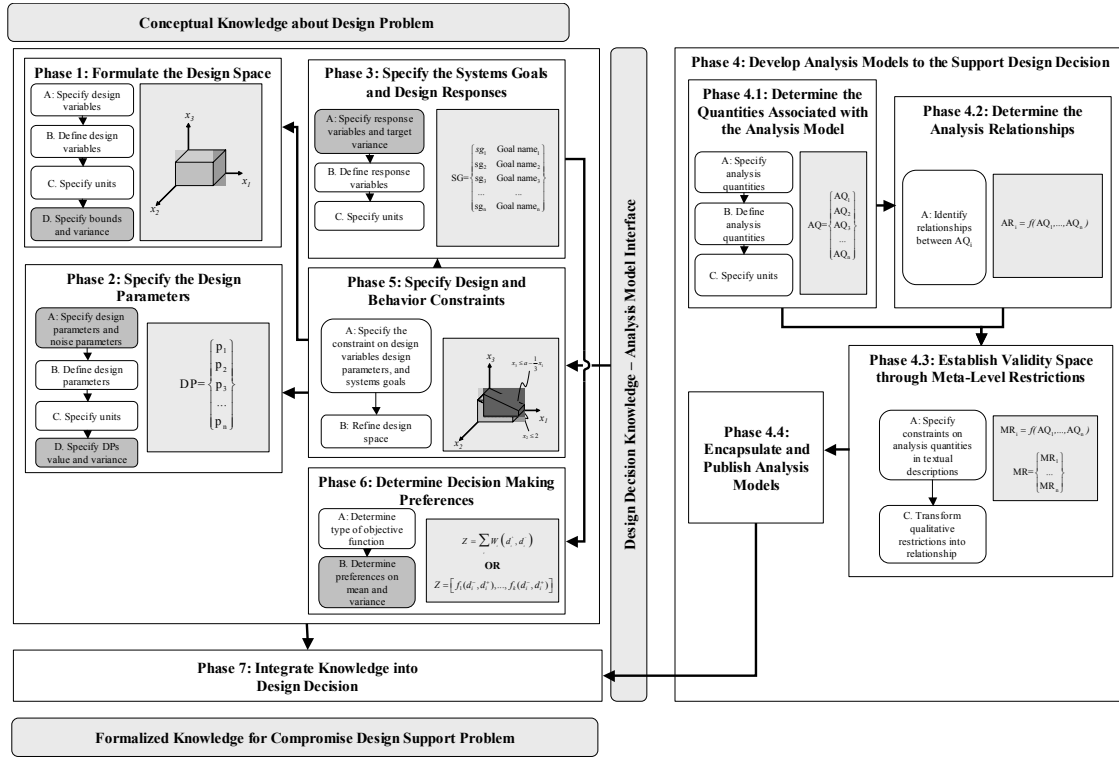 Conceptual Knowledge about Design Problem
Phase 1: Formulate the Design Space
A: Specify design
variables
B. Define design
variables
C. Specify units
D. Specify bounds
and variance
x3
x1
x2
Phase 3: Specify the Systems Goals
and Design Responses
A: Specify response
variables and target
variance
B: Define response
variables
C: Specify units
SG=
sg1 Goal name1
sg2 Goal name2
sg3 Goal name3
... ...
sgn Goal namen
Phase 2: Specify the Design
Parameters
A: Specify design
parameters and
noise parameters
B: Define design
parameters
C: Specify units
D. Specify DPs
value and variance
DP=
p1
p2
p3
...
pn
Phase 5: Specify Design and
Behavior Constraints
A: Specify the
constraint on design
variables design
parameters, and
systems goals
B: Refine design
space
x3
x1
x2
x3 ≤ a − 1/3 x1
x2 ≤ 2
Phase 6: Determine Decision Making
Preferences
A: Determine
type of objective
function
B. Determine
preferences on
mean and
variance
OR
Phase 7: Integrate Knowledge into
Design Decision
Formalized Knowledge for Compromise Design Support Problem
Design Decision Knowledge – Analysis Model Interface
Phase 4: Develop Analysis Models to the Support Design Decision
Phase 4.1: Determine the
Quantities Associated with
the Analysis Model
A: Specify
analysis
quantities
B: Define
analysis
quantities
C: Specify units
AQ=
AQ1
AQ2
AQ3
...
AQn
Phase 4.2: Determine the
Analysis Relationships
A: Identify
relationships
between AQi
ARi = f(AQ1,...,AQn)
Phase 4.3: Establish Validity Space
through Meta-Level Restrictions
A: Specify
constraints on
analysis quantities
in textual
descriptions
C. Transform
qualitative
restrictions into
relationship
MRi = f(AQ1,...,AQn)
MR=
MR1
...
MRn
Phase 4.4:
Encapsulate and
Publish Analysis
Models